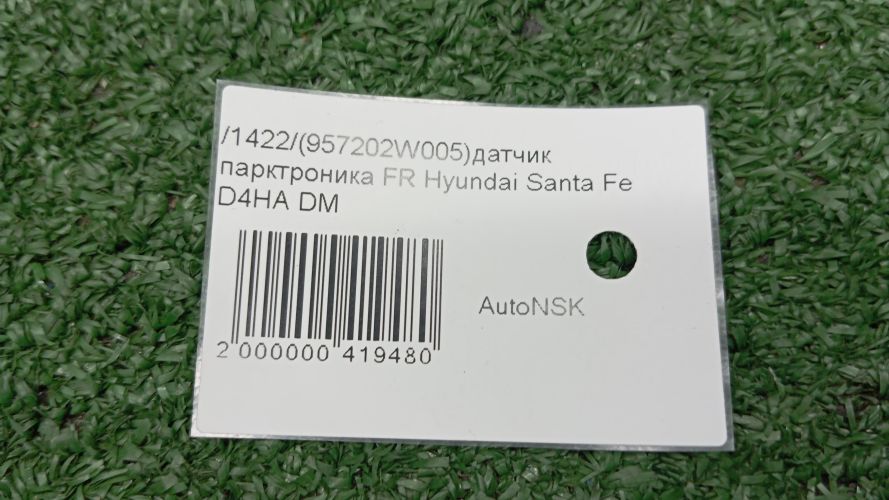 /1422/(957202W005)датчик
парктроника FR Hyundai Santa Fe
D4HA DM
AutoNSK
2 000000 419480